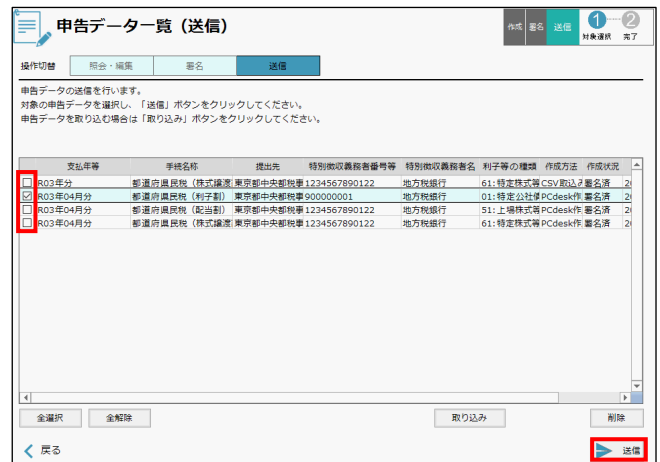 申告データ一覧（送信）
作成 署名 送信 1 対象選択 2 完了
操作切替 照会・編集 署名 送信
申告データの送信を行います。
対象の申告データを選択し、「送信」ボタンをクリックしてください。
申告データを取り込む場合は「取り込み」ボタンをクリックしてください。
支払年等 手続名称 提出先 特別徴収義務者番号等 特別徴収義務者名 利子等の種類 作成方法 作成状況
R03年分 都道府県民税（株式譲渡 東京都中央都税事 1234567890122 地方税銀行 61:特定株式等 CSV取込み 署名済 2
R03年04月分 都道府県民税（利子割） 東京都中央都税事 900000001 地方税銀行 01:特定公社債 PCdesk作 署名済 2
R03年04月分 都道府県民税（配当割） 東京都中央都税事 1234567890122 地方税銀行 51:上場株式等 PCdesk作 署名済 2
R03年04月分 都道府県民税（株式譲渡 東京都中央都税事 1234567890122 地方税銀行 61:特定株式等 PCdesk作 署名済 2
全選択 全解除 取り込み 削除
戻る 送信